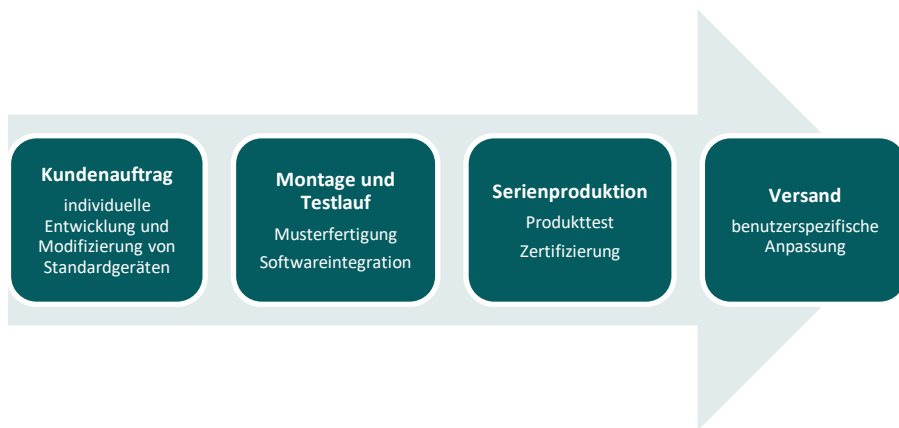 Kundenauftrag
individuelle
Entwicklung und
Modifizierung von
Standardgeräten
Montage und
Testlauf
Musterfertigung
Softwareintegration
Serienproduktion
Produkttest
Zertifizierung
Versand
benutzerspezifische
Anpassung